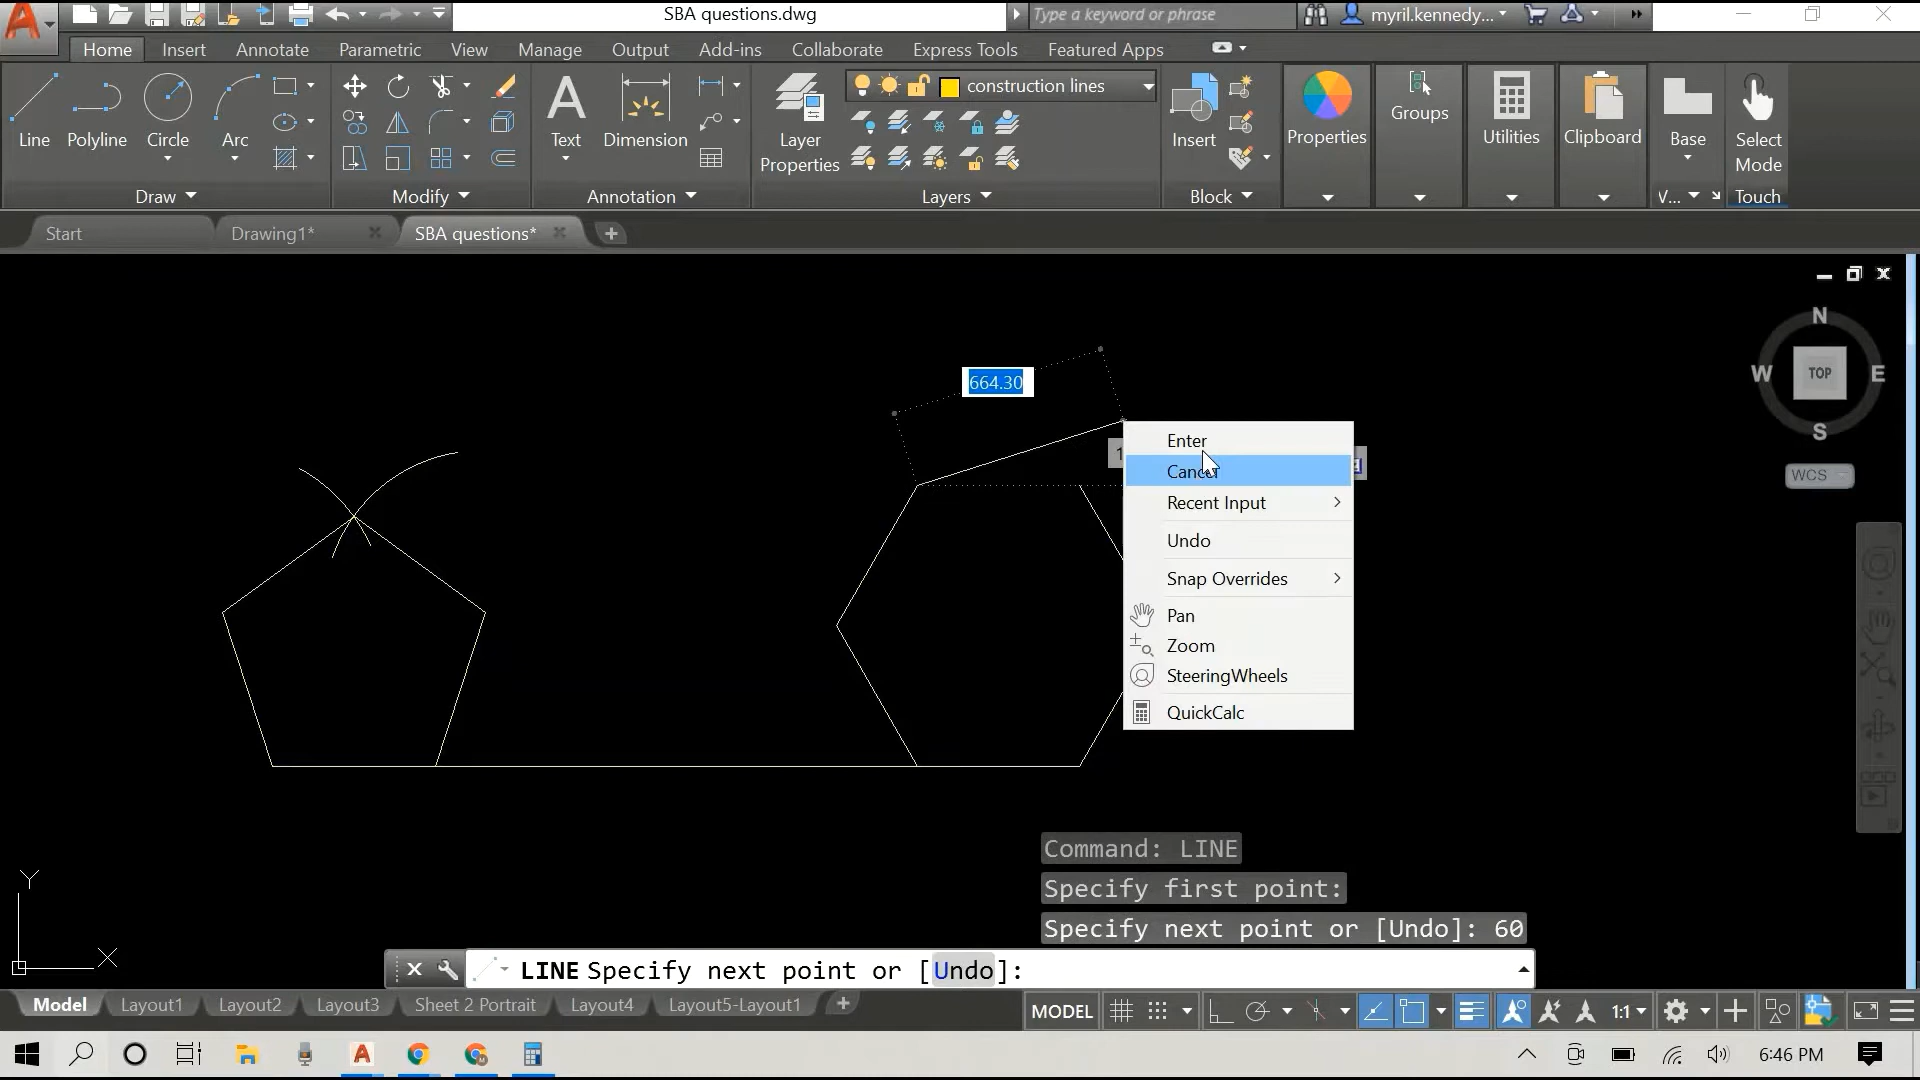 SBA questions.dwg
Type a keyword or phrase
myril.kennedy...
Home Insert Annotate Parametric View Manage Output Add-ins Collaborate Express Tools Featured Apps
Line Polyline Circle Arc
Text Dimension
Layer Properties
construction lines
Insert
Properties
Groups
Utilities
Clipboard
Base
Select Mode
Draw Modify Annotation Layers Block V... Touch
Start Drawing1* SBA questions*
N
W TOP E
S
WCS
664.30
1
Enter
Cancel
Recent Input
Undo
Snap Overrides
Pan
Zoom
SteeringWheels
QuickCalc
Y
X
Command: LINE
Specify first point:
Specify next point or [Undo]: 60
LINE Specify next point or [Undo]:
Model Layout1 Layout2 Layout3 Sheet 2 Portrait Layout4 Layout5-Layout1
MODEL 1:1
6:46 PM